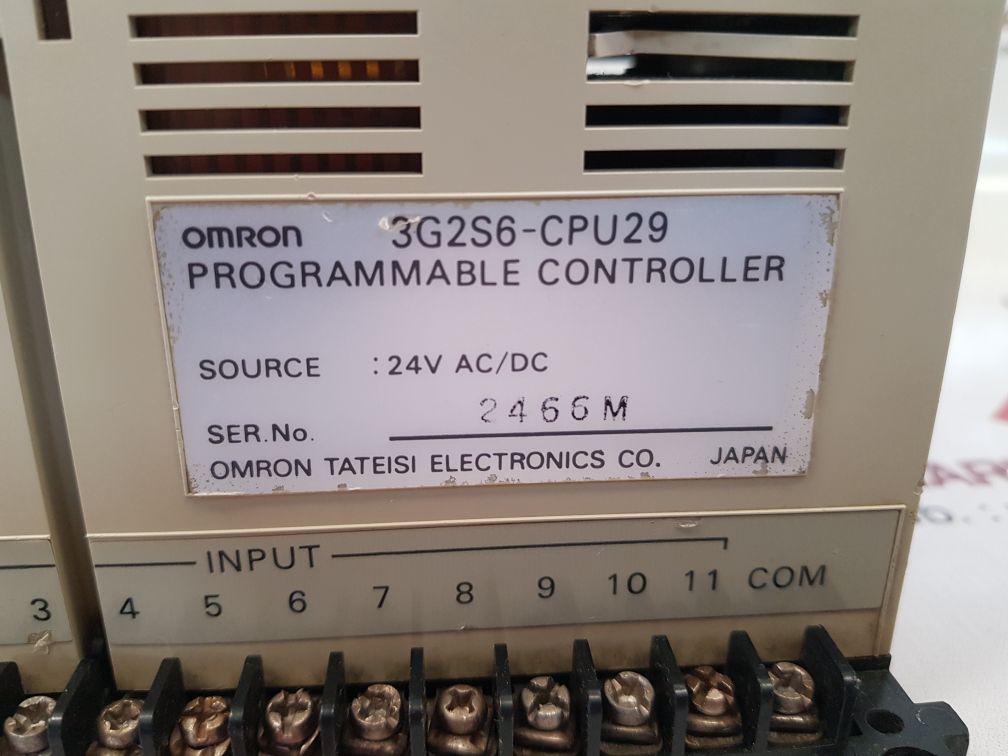 OMRON 3G2S6-CPU29
PROGRAMMABLE CONTROLLER
SOURCE : 24V AC/DC
SER.No. 2466M
OMRON TATEISI ELECTRONICS CO. JAPAN
INPUT
3 4 5 6 7 8 9 10 11 COM